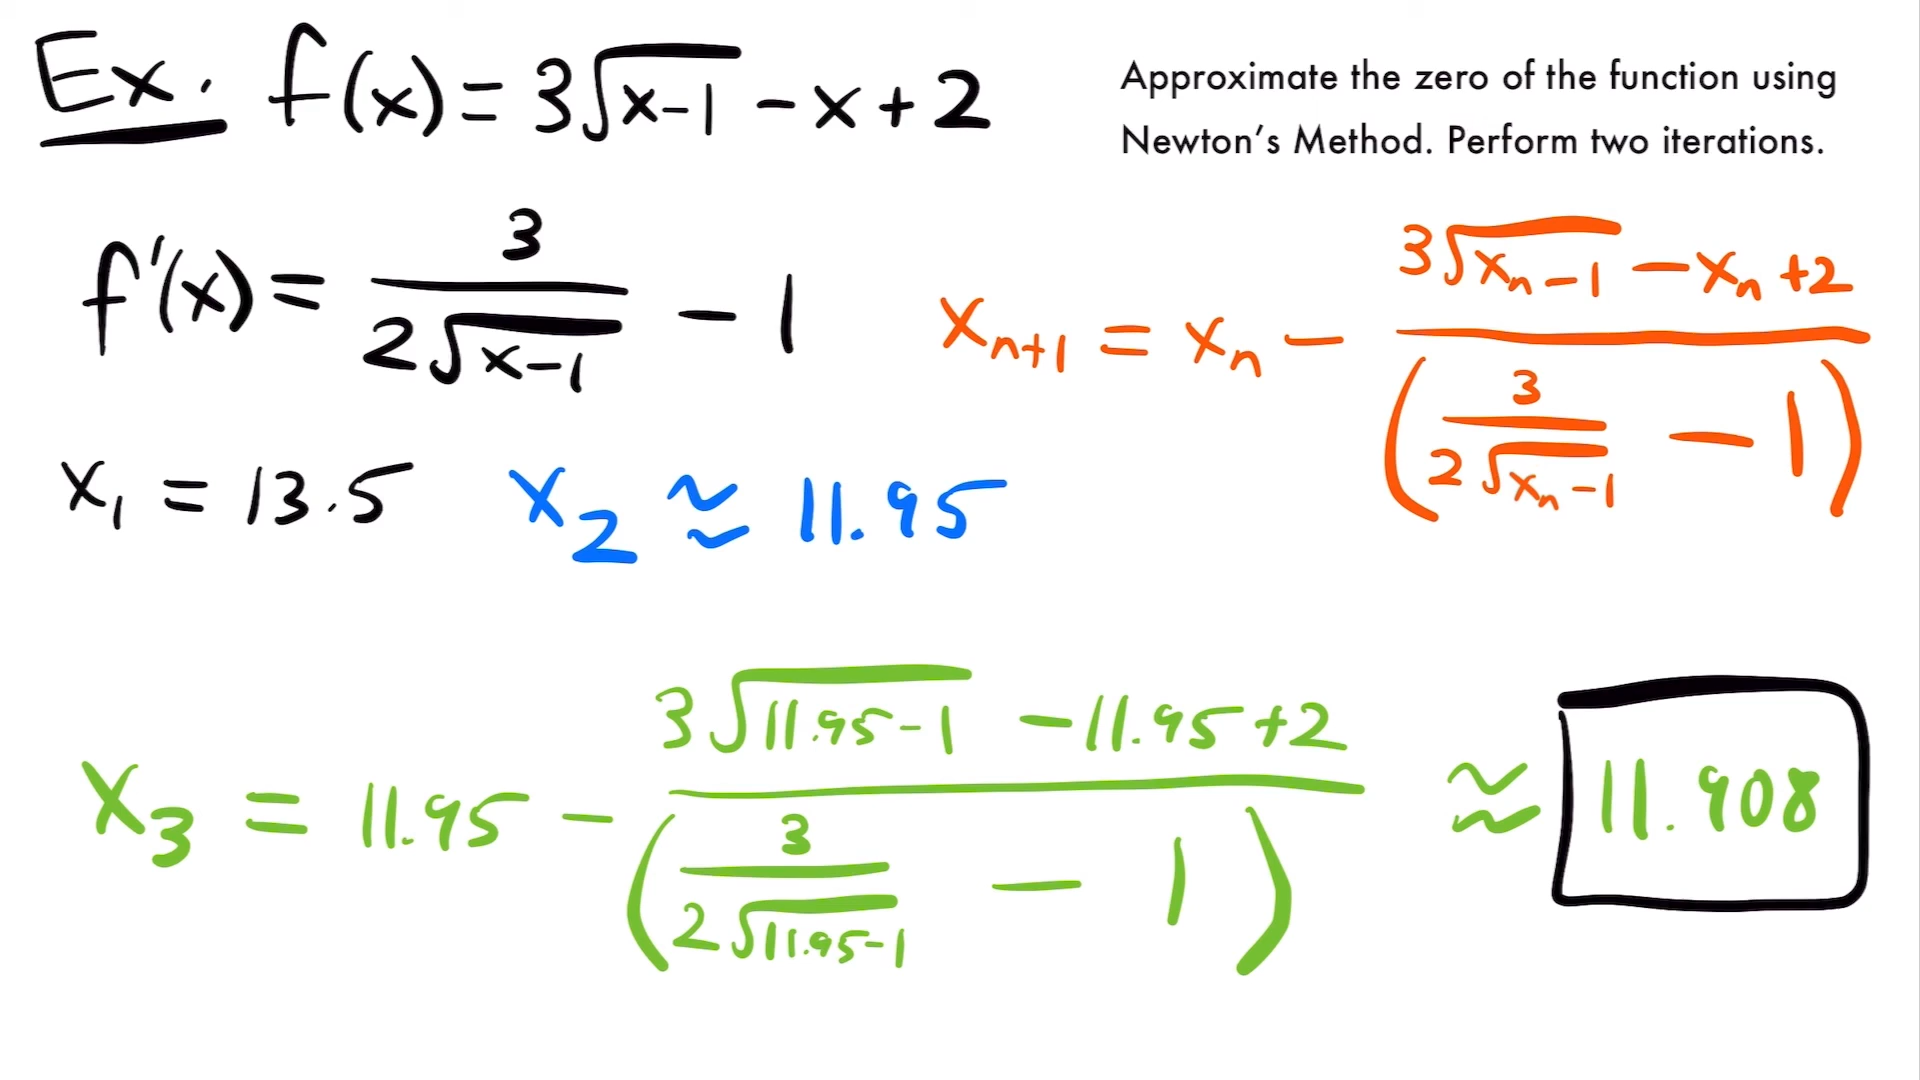 Ex. f(x) = 3√(x-1) - x + 2
Approximate the zero of the function using
Newton's Method. Perform two iterations.
f'(x) = 3/(2√(x-1)) - 1
xₙ₊₁ = xₙ - (3√(xₙ-1) - xₙ + 2)/(3/(2√(xₙ-1)) - 1)
x₁ = 13.5
x₂ ≈ 11.95
x₃ = 11.95 - (3√(11.95-1) - 11.95 + 2)/(3/(2√(11.95-1)) - 1) ≈ 11.908